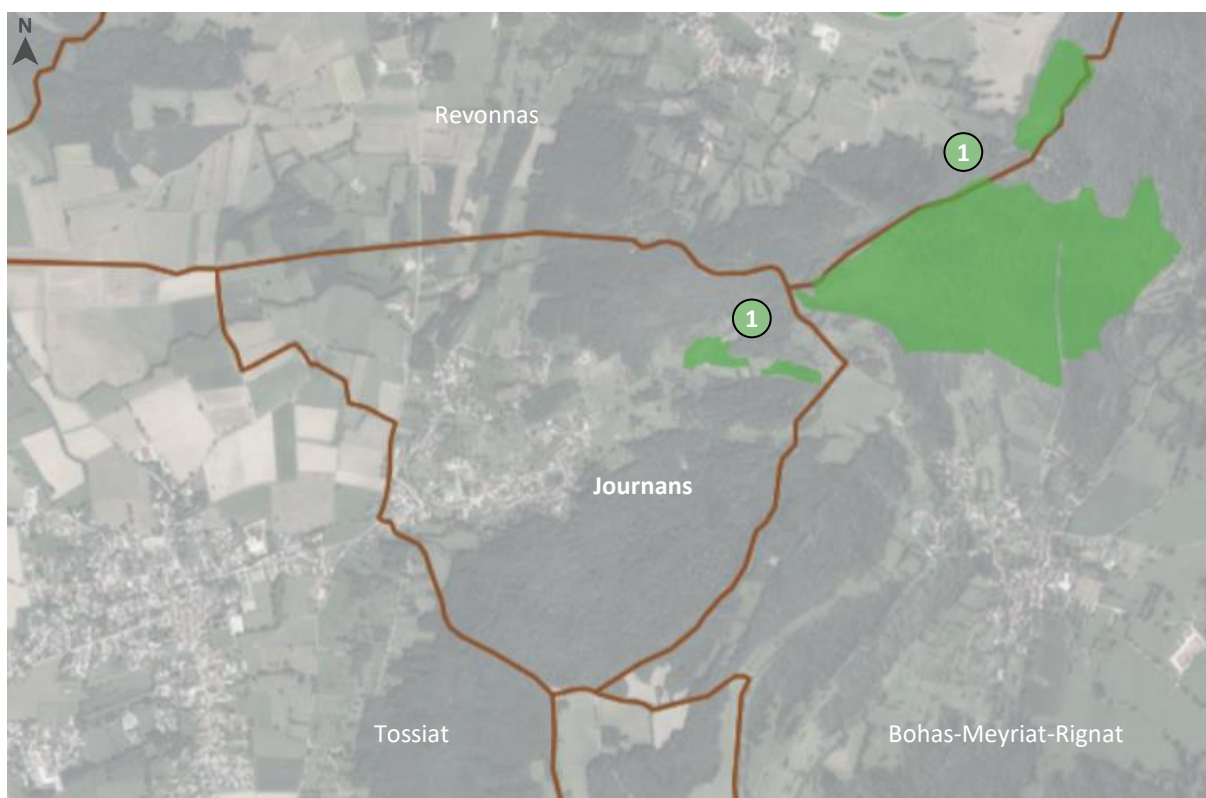 N
Revonnas
1
1
Journans
Tossiat
Bohas-Meyriat-Rignat